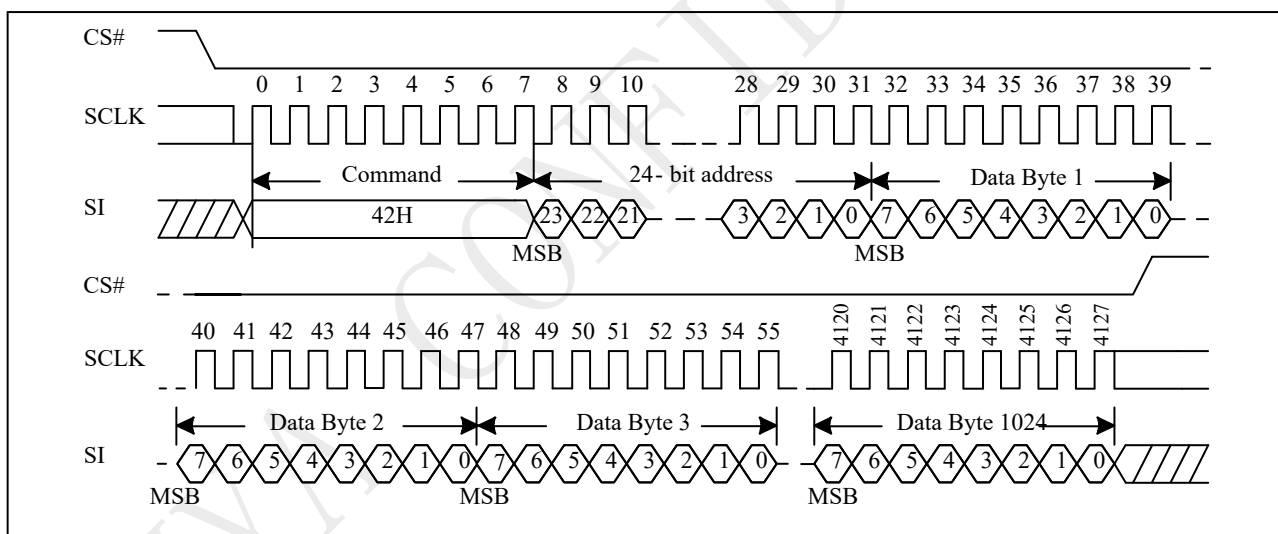 CS#
0 1 2 3 4 5 6 7 8 9 10 28 29 30 31 32 33 34 35 36 37 38 39
SCLK
Command 24- bit address Data Byte 1
SI 42H 23 22 21 3 2 1 0 7 6 5 4 3 2 1 0
MSB MSB
CS#
40 41 42 43 44 45 46 47 48 49 50 51 52 53 54 55 4120 4121 4122 4123 4124 4125 4126 4127
SCLK
Data Byte 2 Data Byte 3 Data Byte 1024
SI 7 6 5 4 3 2 1 0 7 6 5 4 3 2 1 0 7 6 5 4 3 2 1 0
MSB MSB MSB
VA CONFID